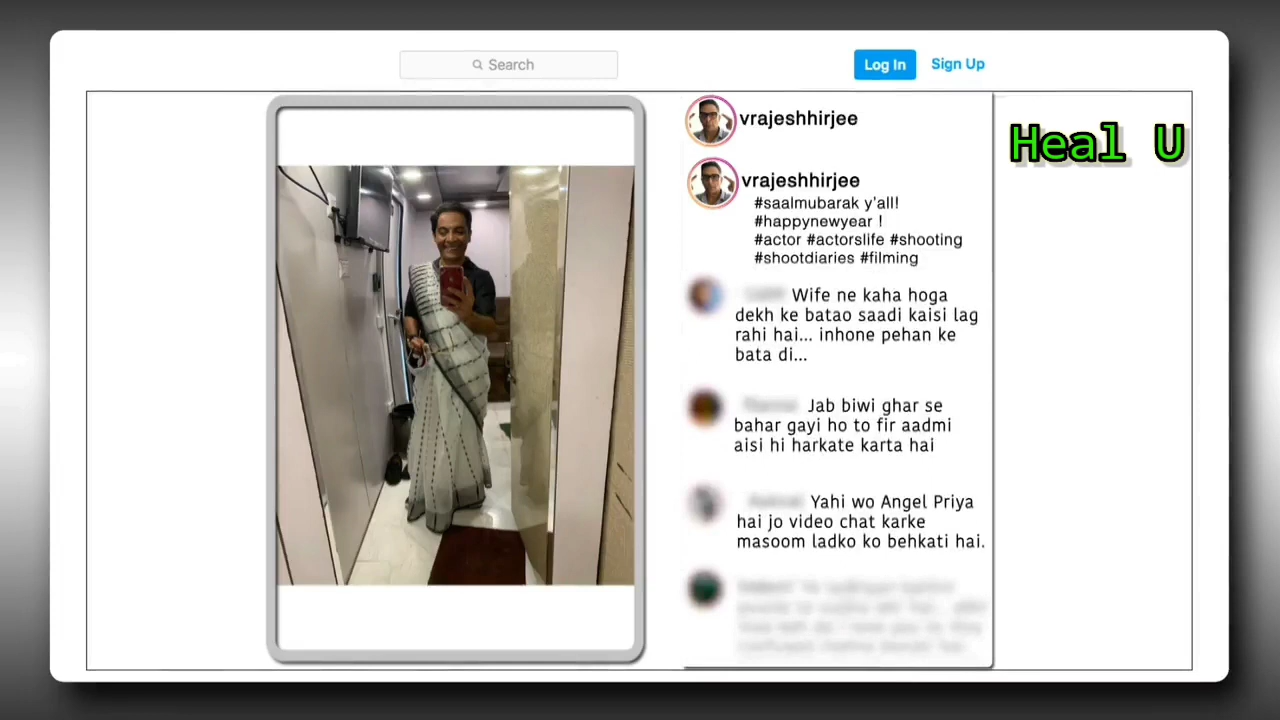 Search
Log In
Sign Up
Heal U
vrajeshhirjee
vrajeshhirjee
#saalmubarak y'all!
#happynewyear !
#actor #actorslife #shooting
#shootdiaries #filming
Wife ne kaha hoga
dekh ke batao saadi kaisi lag
rahi hai... inhone pehan ke
bata di...
Jab biwi ghar se
bahar gayi ho to fir aadmi
aisi hi harkate karta hai
Yahi wo Angel Priya
hai jo video chat karke
masoom ladko ko behkati hai.